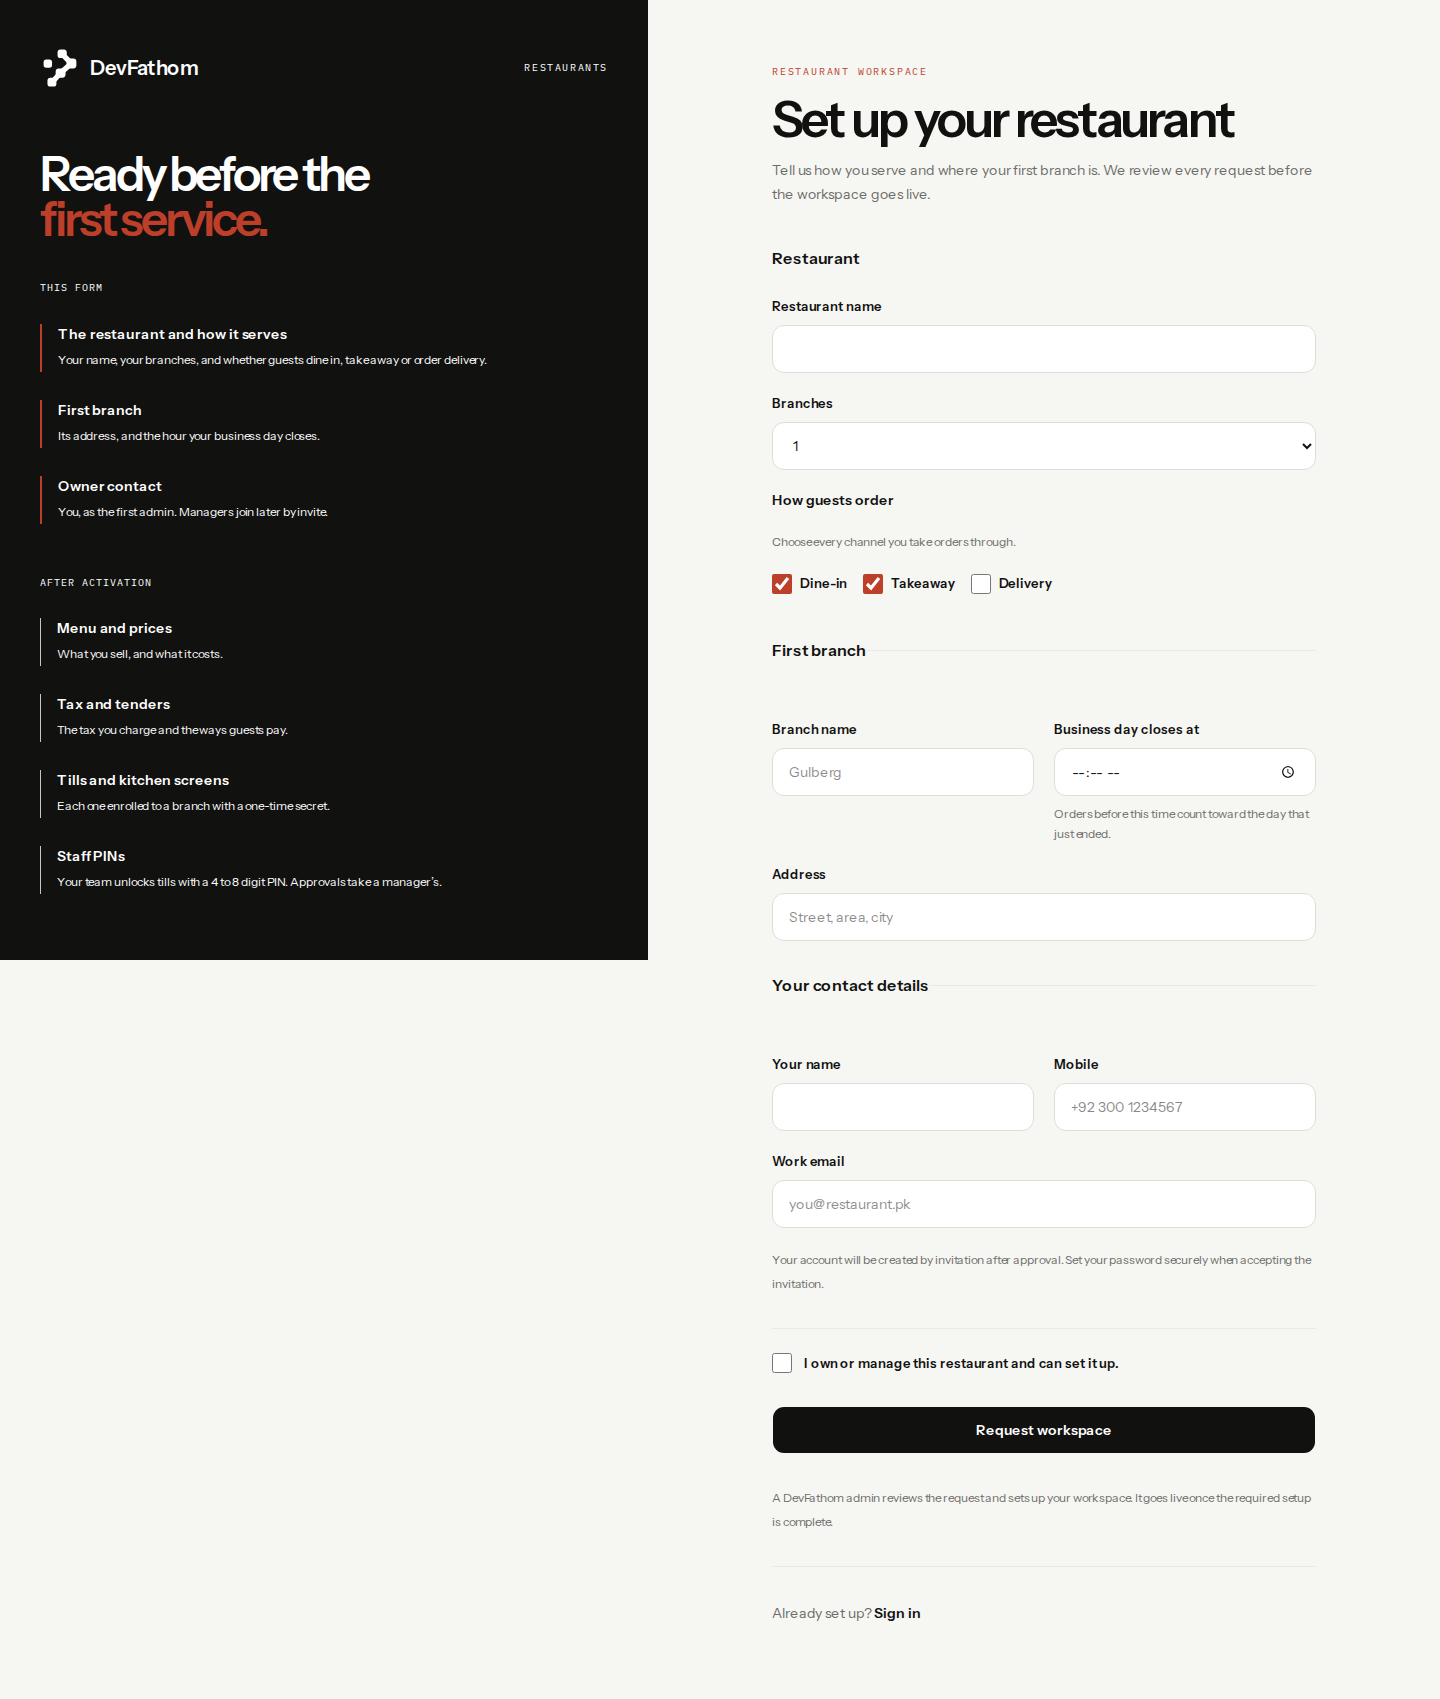 DevFathom
RESTAURANTS
Ready before the
first service.
THIS FORM
The restaurant and how it serves
Your name, your branches, and whether guests dine in, take away or order delivery.
First branch
Its address, and the hour your business day closes.
Owner contact
You, as the first admin. Managers join later by invite.
AFTER ACTIVATION
Menu and prices
What you sell, and what it costs.
Tax and tenders
The tax you charge and the ways guests pay.
Tills and kitchen screens
Each one enrolled to a branch with a one-time secret.
Staff PINs
Your team unlocks tills with a 4 to 8 digit PIN. Approvals take a manager’s.
RESTAURANT WORKSPACE
Set up your restaurant
Tell us how you serve and where your first branch is. We review every request before
the workspace goes live.
Restaurant
Restaurant name
Branches
1
How guests order
Choose every channel you take orders through.
Dine-in Takeaway Delivery
First branch
Branch name Business day closes at
Gulberg --:-- --
Orders before this time count toward the day that
just ended.
Address
Street, area, city
Your contact details
Your name Mobile
+92 300 1234567
Work email
you@restaurant.pk
Your account will be created by invitation after approval. Set your password securely when accepting the
invitation.
I own or manage this restaurant and can set it up.
Request workspace
A DevFathom admin reviews the request and sets up your workspace. It goes live once the required setup
is complete.
Already set up? Sign in